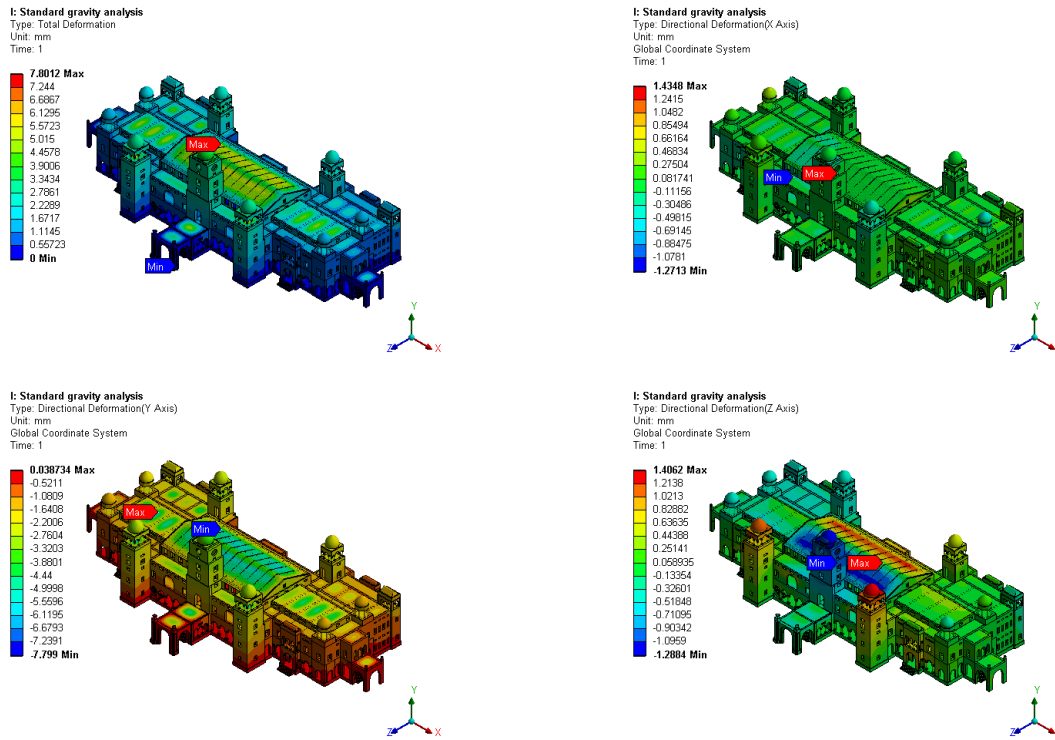 I: Standard gravity analysis
Type: Total Deformation
Unit: mm
Time: 1
7.8012 Max
7.244
6.6867
6.1295
5.5723
5.015
4.4578
3.9006
3.3434
2.7861
2.2289
1.6717
1.1145
0.55723
0 Min
Max
Min
Y
Z
X
I: Standard gravity analysis
Type: Directional Deformation(X Axis)
Unit: mm
Global Coordinate System
Time: 1
1.4348 Max
1.2415
1.0482
0.85494
0.66164
0.46834
0.27504
0.081741
-0.11156
-0.30486
-0.49815
-0.69145
-0.88475
-1.0781
-1.2713 Min
Min
Max
Y
Z
I: Standard gravity analysis
Type: Directional Deformation(Y Axis)
Unit: mm
Global Coordinate System
Time: 1
0.038734 Max
-0.5211
-1.0809
-1.6408
-2.2006
-2.7604
-3.3203
-3.8801
-4.44
-4.9998
-5.5596
-6.1195
-6.6793
-7.2391
-7.799 Min
Max
Min
Y
Z
X
I: Standard gravity analysis
Type: Directional Deformation(Z Axis)
Unit: mm
Global Coordinate System
Time: 1
1.4062 Max
1.2138
1.0213
0.82882
0.63635
0.44388
0.25141
0.058935
-0.13354
-0.32601
-0.51848
-0.71095
-0.90342
-1.0959
-1.2884 Min
Min
Max
Y
Z